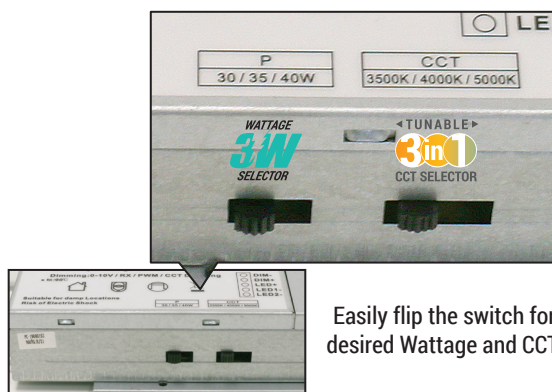 LE
P
30 / 35 / 40W
CCT
3500K / 4000K / 5000K
WATTAGE
3W
SELECTOR
TUNABLE
3in1
CCT SELECTOR
Dimming:0-10V / RX / PWM / CCT
DIM-
DIM+
LED+
LED1-
LED2-
Suitable for damp Locations
Risk of Electric Shock
P
CCT
Easily flip the switch for
desired Wattage and CCT